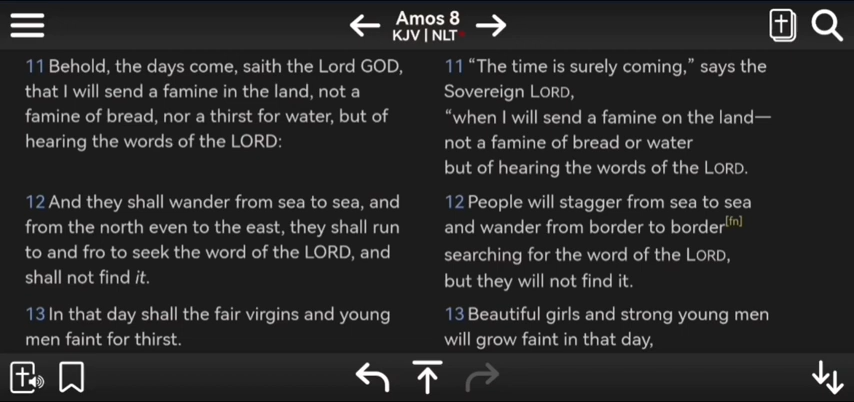 Amos 8
KJV | NLT
11 Behold, the days come, saith the Lord GOD,
that I will send a famine in the land, not a
famine of bread, nor a thirst for water, but of
hearing the words of the LORD:
12 And they shall wander from sea to sea, and
from the north even to the east, they shall run
to and fro to seek the word of the LORD, and
shall not find it.
13 In that day shall the fair virgins and young
men faint for thirst.
11 “The time is surely coming,” says the
Sovereign LORD,
“when I will send a famine on the land—
not a famine of bread or water
but of hearing the words of the LORD.
12 People will stagger from sea to sea
and wander from border to border[fn]
searching for the word of the LORD,
but they will not find it.
13 Beautiful girls and strong young men
will grow faint in that day,